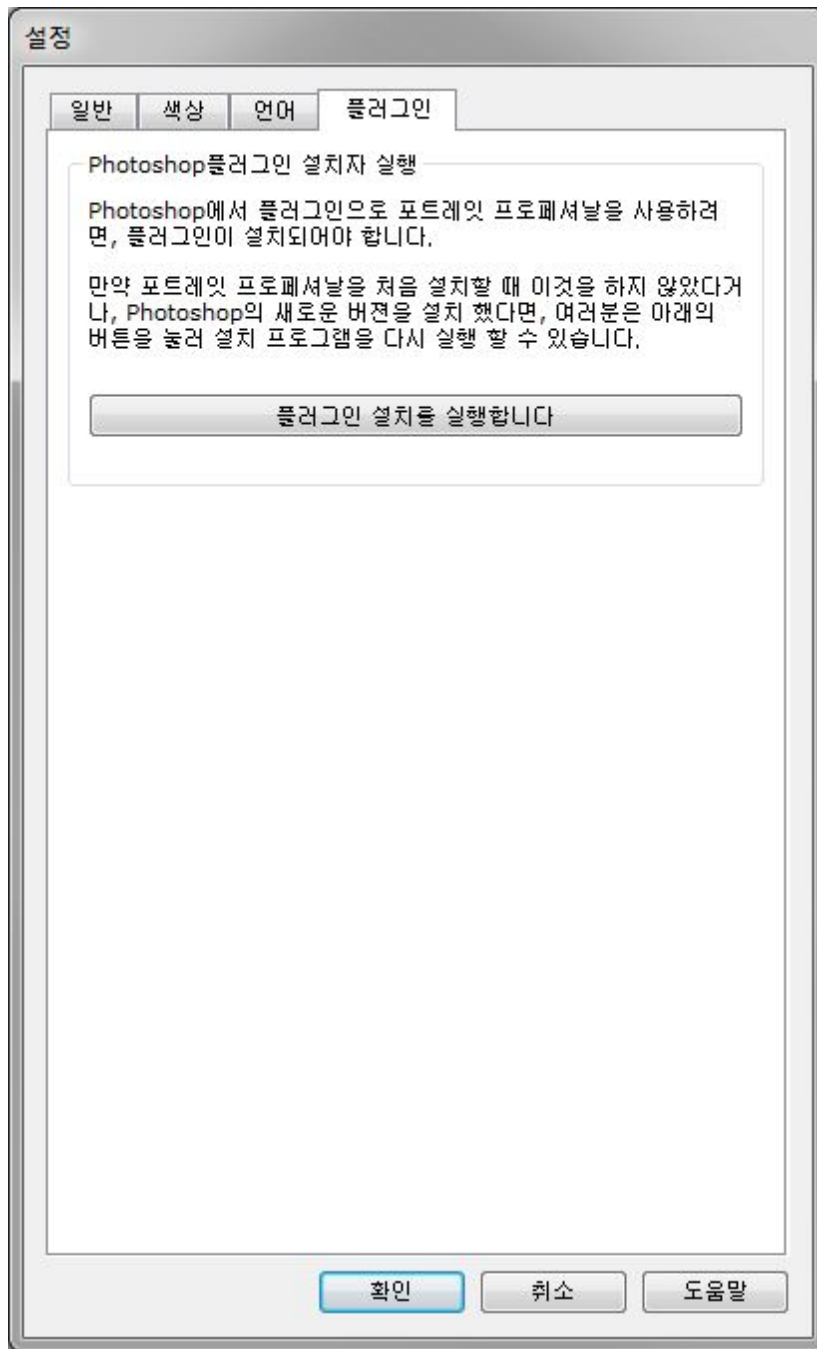 설정
일반 색상 언어 플러그인
Photoshop플러그인 설치자 실행
Photoshop에서 플러그인으로 포트레잇 프로페셔날을 사용하려
면, 플러그인이 설치되어야 합니다.
만약 포트레잇 프로페셔날을 처음 설치할 때 이것을 하지 않았다거
나, Photoshop의 새로운 버젼을 설치 했다면, 여러분은 아래의
버튼을 눌러 설치 프로그램을 다시 실행 할 수 있습니다.
플러그인 설치를 실행합니다
확인 취소 도움말